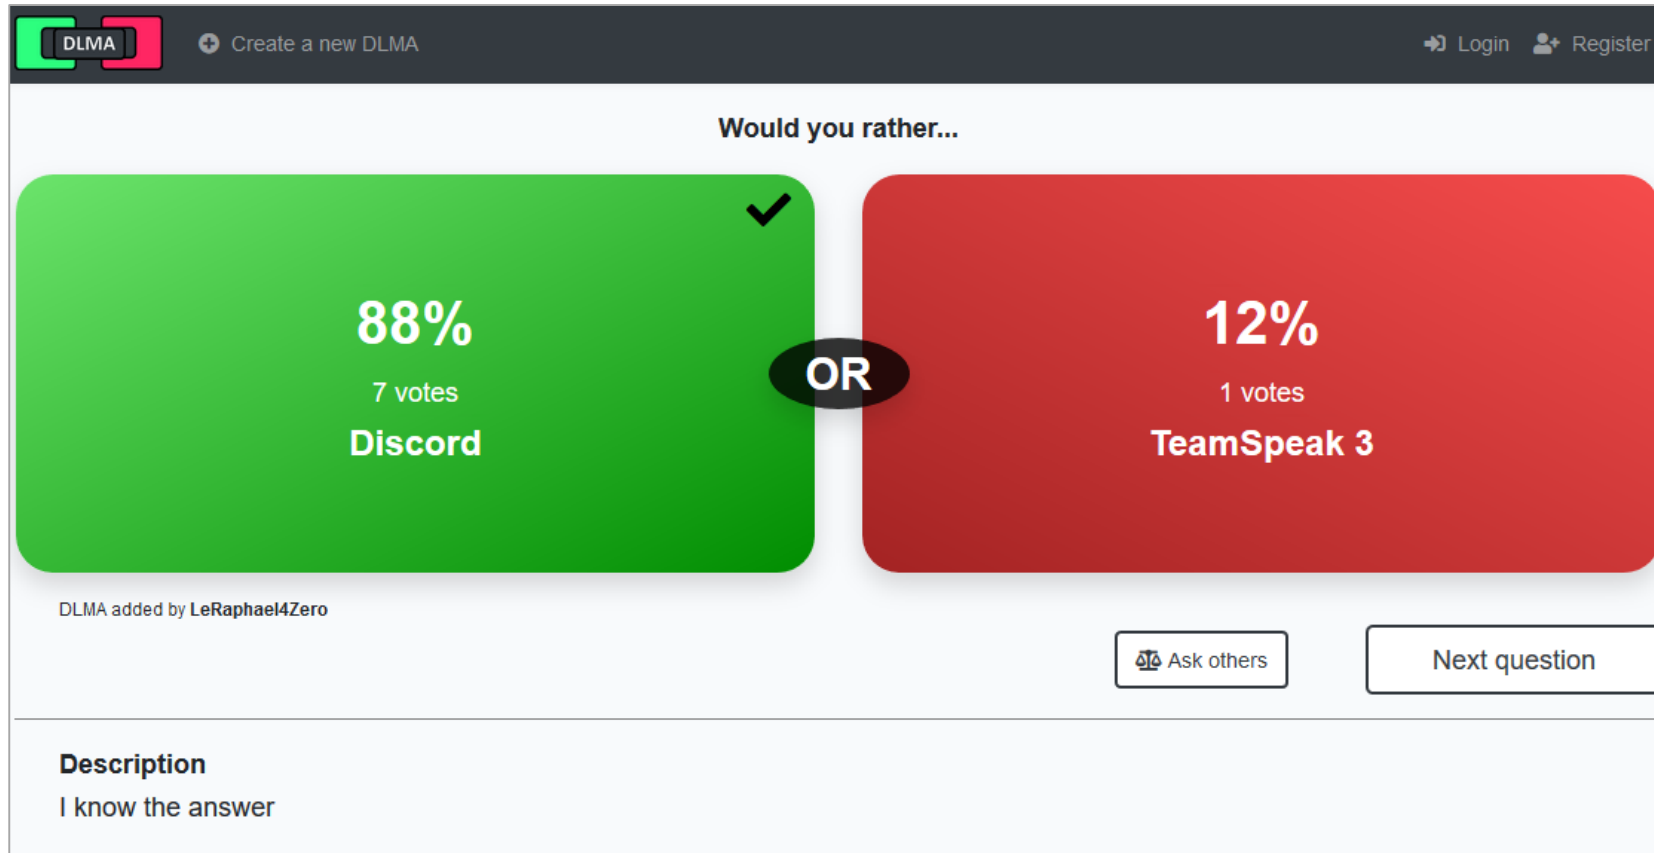 DLMA
Create a new DLMA
Login
Register
Would you rather...
88%
7 votes
Discord
OR
12%
1 votes
TeamSpeak 3
DLMA added by LeRaphael4Zero
Ask others
Next question
Description
I know the answer